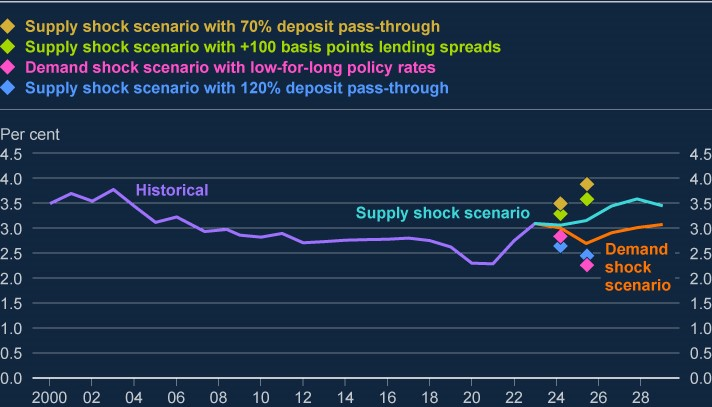 Supply shock scenario with 70% deposit pass-through
Supply shock scenario with +100 basis points lending spreads
Demand shock scenario with low-for-long policy rates
Supply shock scenario with 120% deposit pass-through
Per cent
4.5 4.5
4.0 4.0
Historical
3.5 3.5
Supply shock scenario
3.0 3.0
Demand
2.5 2.5
shock
scenario
2.0 2.0
1.5 1.5
1.0 1.0
0.5 0.5
0.0 0.0
2000 02 04 06 08 10 12 14 16 18 20 22 24 26 28